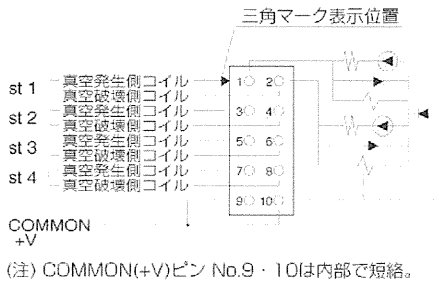 三角マーク表示位置
st 1 真空発生側コイル 1 2
真空破壊側コイル
st 2 真空発生側コイル 3 4
真空破壊側コイル
st 3 真空発生側コイル 5 6
真空破壊側コイル
st 4 真空発生側コイル 7 8
真空破壊側コイル
9 10
COMMON
+V
(注) COMMON(+V)ピン No.9・10は内部で短絡。